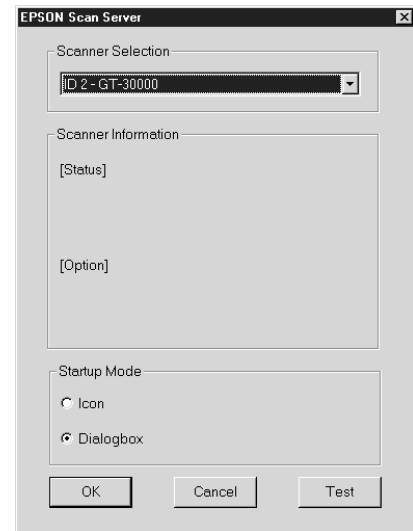 EPSON Scan Server
Scanner Selection
ID 2 - GT-30000
Scanner Information
[Status]
[Option]
Startup Mode
Icon
Dialogbox
OK Cancel Test